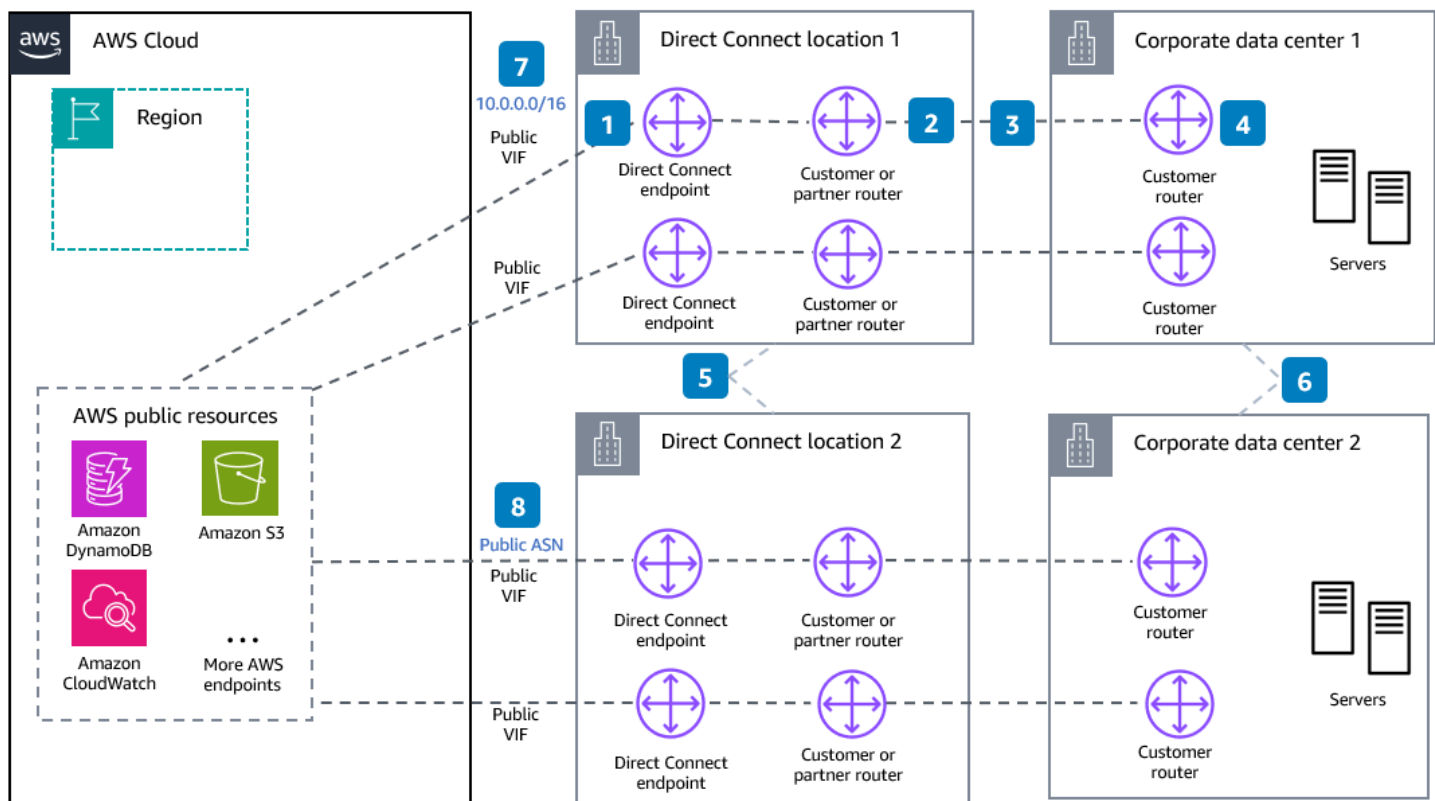 aws
AWS Cloud
Region
7
10.0.0.0/16
Public
VIF
Public
VIF
Direct Connect location 1
1
Direct Connect
endpoint
Customer or
partner router
2
Direct Connect
endpoint
Customer or
partner router
3
Corporate data center 1
4
Customer
router
Customer
router
Servers
5
6
AWS public resources
Amazon
DynamoDB
Amazon S3
Amazon
CloudWatch
...
More AWS
endpoints
8
Public ASN
Public
VIF
Public
VIF
Direct Connect location 2
Direct Connect
endpoint
Customer or
partner router
Direct Connect
endpoint
Customer or
partner router
Corporate data center 2
Customer
router
Customer
router
Servers